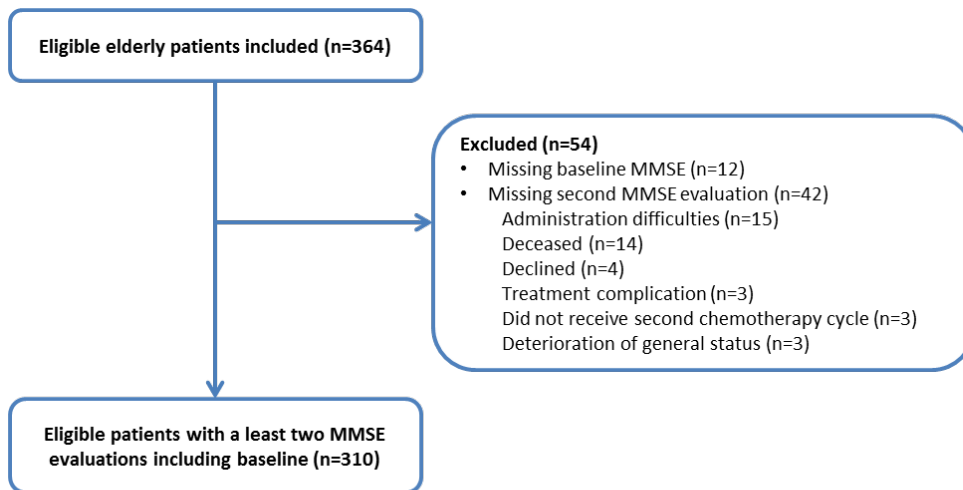 Eligible elderly patients included (n=364)
Excluded (n=54)
• Missing baseline MMSE (n=12)
• Missing second MMSE evaluation (n=42)
Administration difficulties (n=15)
Deceased (n=14)
Declined (n=4)
Treatment complication (n=3)
Did not receive second chemotherapy cycle (n=3)
Deterioration of general status (n=3)
Eligible patients with a least two MMSE
evaluations including baseline (n=310)